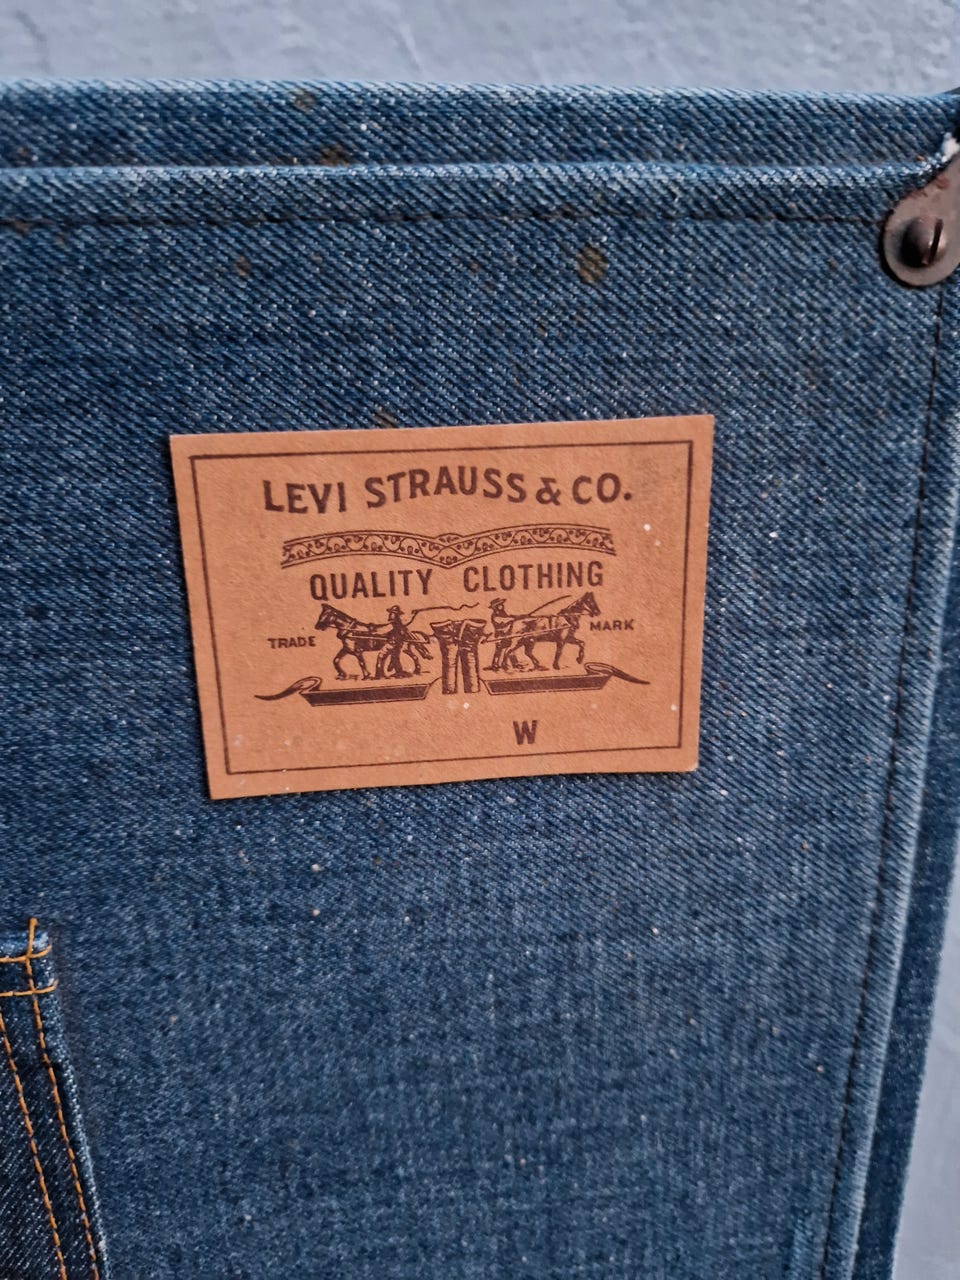 LEVI STRAUSS & CO.
QUALITY CLOTHING
TRADE MARK
W